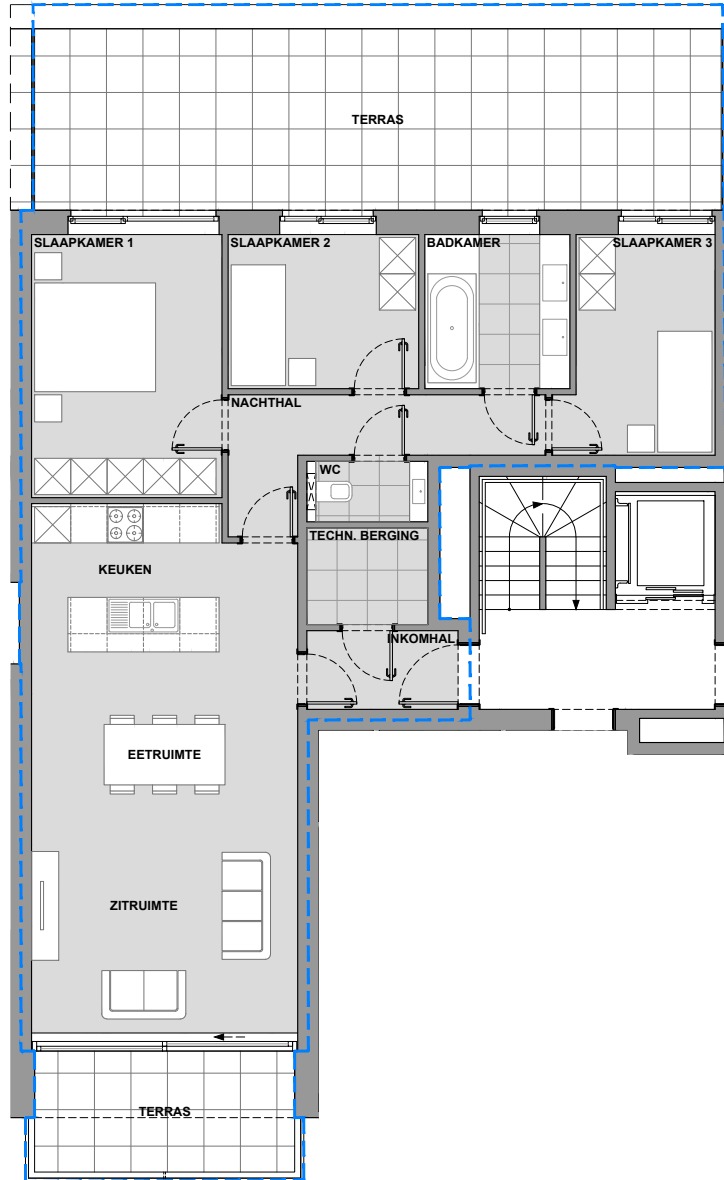 TERRAS
SLAAPKAMER 1
SLAAPKAMER 2
BADKAMER
SLAAPKAMER 3
NACHTHAL
WC
TECHN. BERGING
KEUKEN
INKOMHAL
EETRUIMTE
ZITRUIMTE
TERRAS